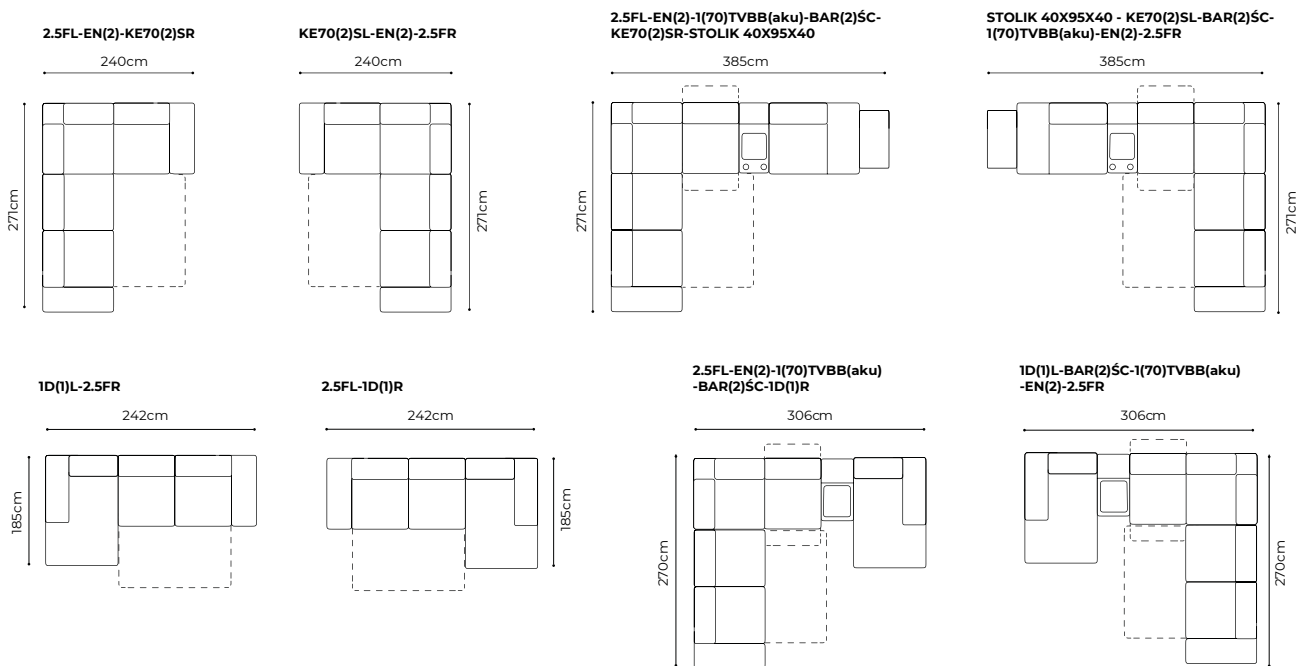 2.5FL-EN(2)-KE70(2)SR
240cm
271cm
KE70(2)SL-EN(2)-2.5FR
240cm
271cm
2.5FL-EN(2)-1(70)TVBB(aku)-BAR(2)ŚC-
KE70(2)SR-STOLIK 40X95X40
385cm
271cm
STOLIK 40X95X40 - KE70(2)SL-BAR(2)ŚC-
1(70)TVBB(aku)-EN(2)-2.5FR
385cm
271cm
1D(1)L-2.5FR
242cm
185cm
2.5FL-1D(1)R
242cm
185cm
2.5FL-EN(2)-1(70)TVBB(aku)
-BAR(2)ŚC-1D(1)R
306cm
270cm
1D(1)L-BAR(2)ŚC-1(70)TVBB(aku)
-EN(2)-2.5FR
306cm
270cm